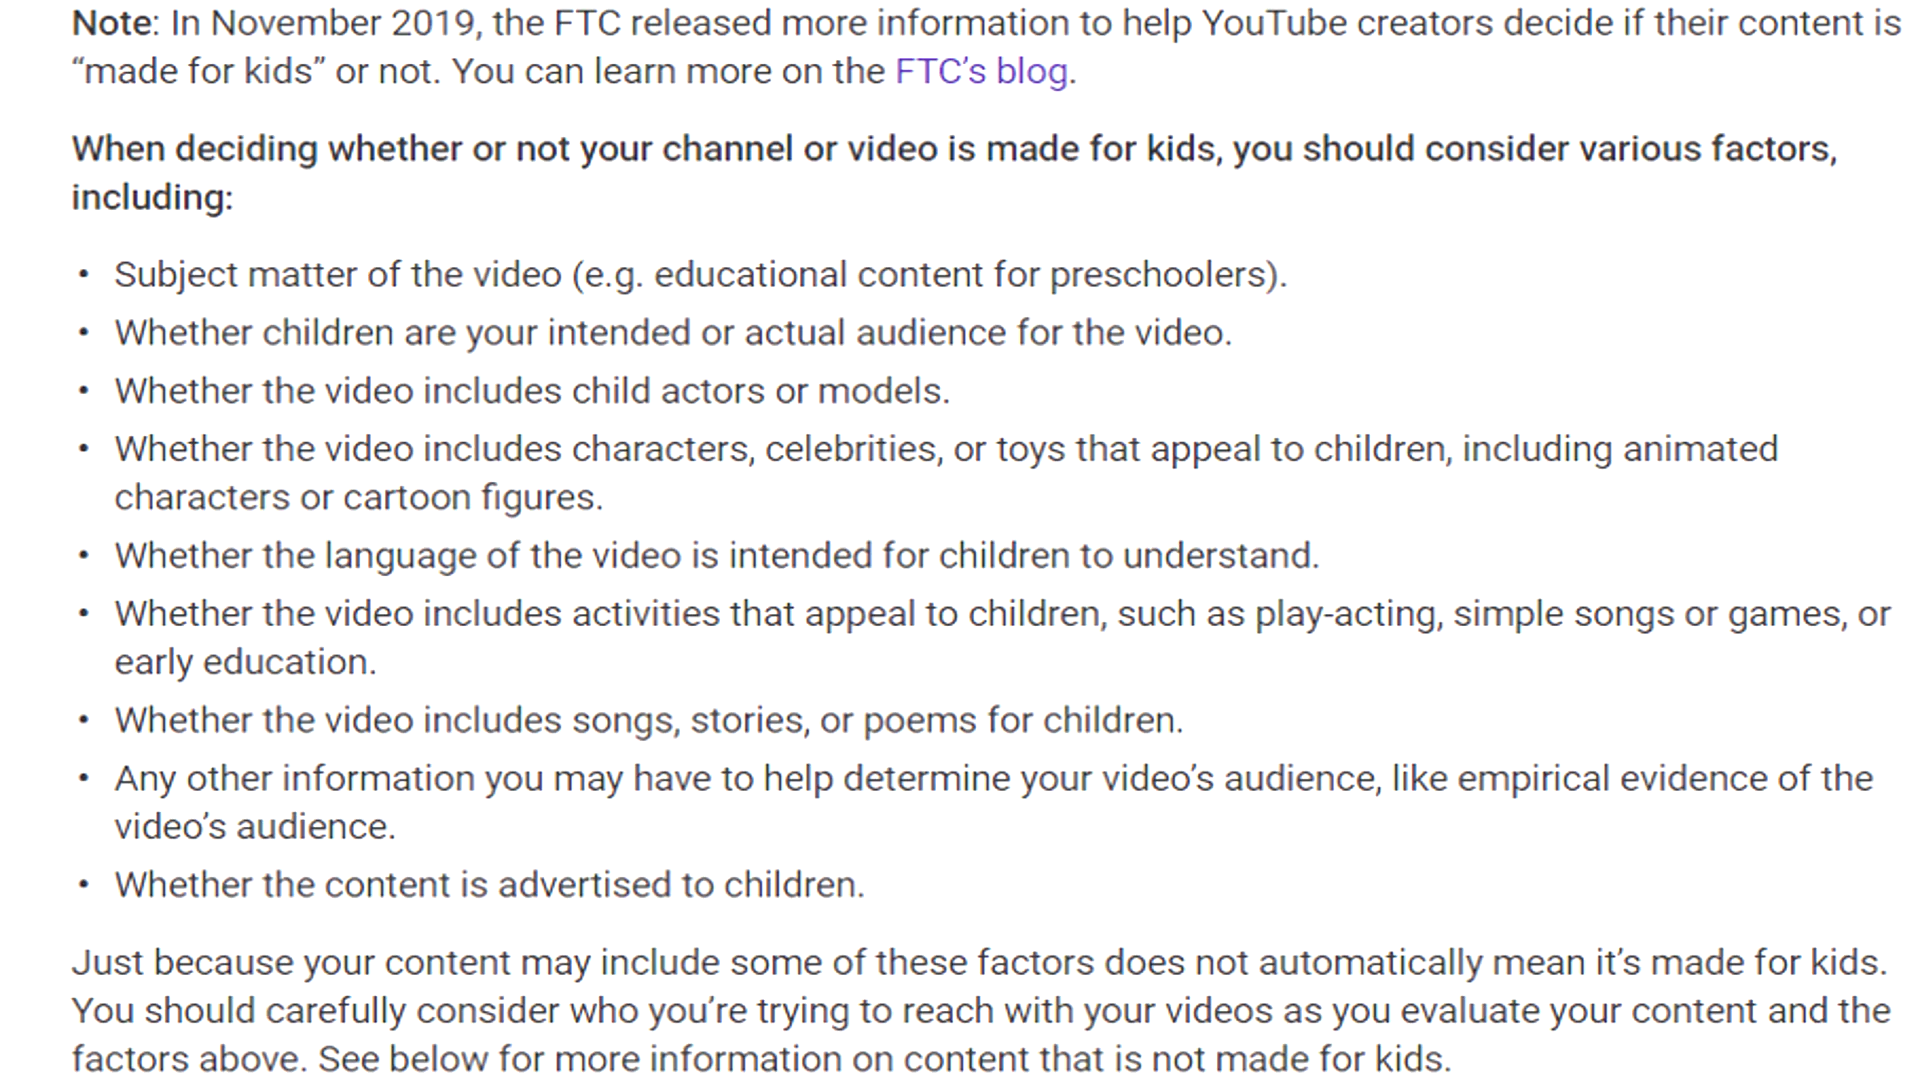 Note: In November 2019, the FTC released more information to help YouTube creators decide if their content is
“made for kids” or not. You can learn more on the FTC’s blog.
When deciding whether or not your channel or video is made for kids, you should consider various factors,
including:
• Subject matter of the video (e.g. educational content for preschoolers).
• Whether children are your intended or actual audience for the video.
• Whether the video includes child actors or models.
• Whether the video includes characters, celebrities, or toys that appeal to children, including animated
characters or cartoon figures.
• Whether the language of the video is intended for children to understand.
• Whether the video includes activities that appeal to children, such as play-acting, simple songs or games, or
early education.
• Whether the video includes songs, stories, or poems for children.
• Any other information you may have to help determine your video’s audience, like empirical evidence of the
video’s audience.
• Whether the content is advertised to children.
Just because your content may include some of these factors does not automatically mean it’s made for kids.
You should carefully consider who you’re trying to reach with your videos as you evaluate your content and the
factors above. See below for more information on content that is not made for kids.